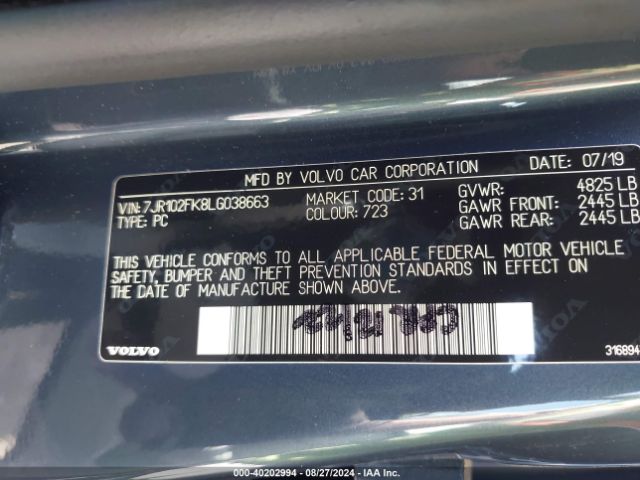 MFD BY VOLVO CAR CORPORATION DATE: 07/19
VIN: 7JR102FK8LG038663 MARKET CODE: 31 GVWR: 4825 LB
TYPE: PC COLOUR: 723 GAWR FRONT: 2445 LB
GAWR REAR: 2445 LB
THIS VEHICLE CONFORMS TO ALL APPLICABLE FEDERAL MOTOR VEHICLE
SAFETY, BUMPER AND THEFT PREVENTION STANDARDS IN EFFECT ON
THE DATE OF MANUFACTURE SHOWN ABOVE.
VOLVO 316894
000-40202994 - 08/27/2024 - IAA Inc.